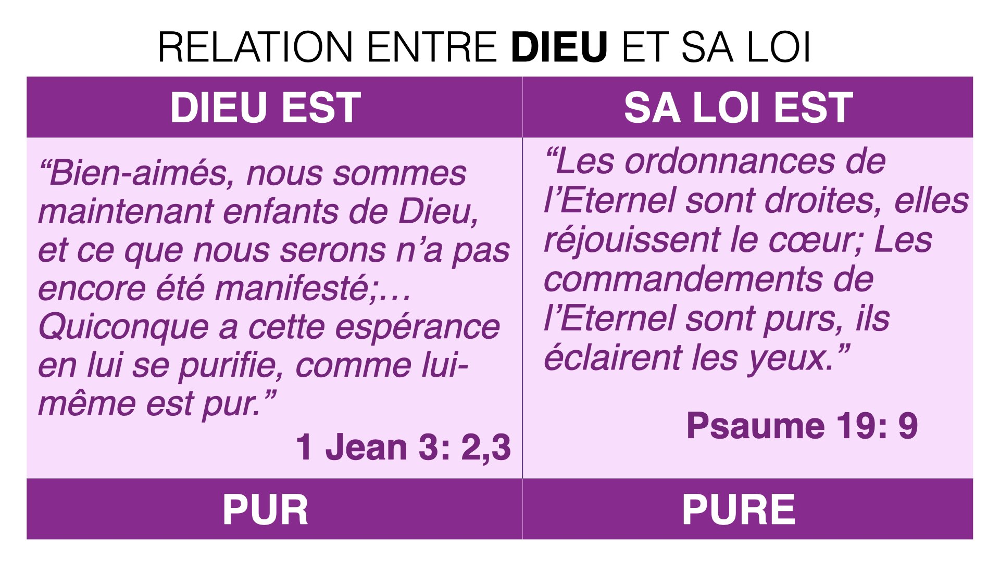 RELATION ENTRE DIEU ET SA LOI
DIEU EST
“Bien-aimés, nous sommes
maintenant enfants de Dieu,
et ce que nous serons n’a pas
encore été manifesté;…
Quiconque a cette espérance
en lui se purifie, comme lui-
même est pur.”
1 Jean 3: 2,3
PUR
SA LOI EST
“Les ordonnances de
l’Eternel sont droites, elles
réjouissent le cœur; Les
commandements de
l’Eternel sont purs, ils
éclairent les yeux.”
Psaume 19: 9
PURE